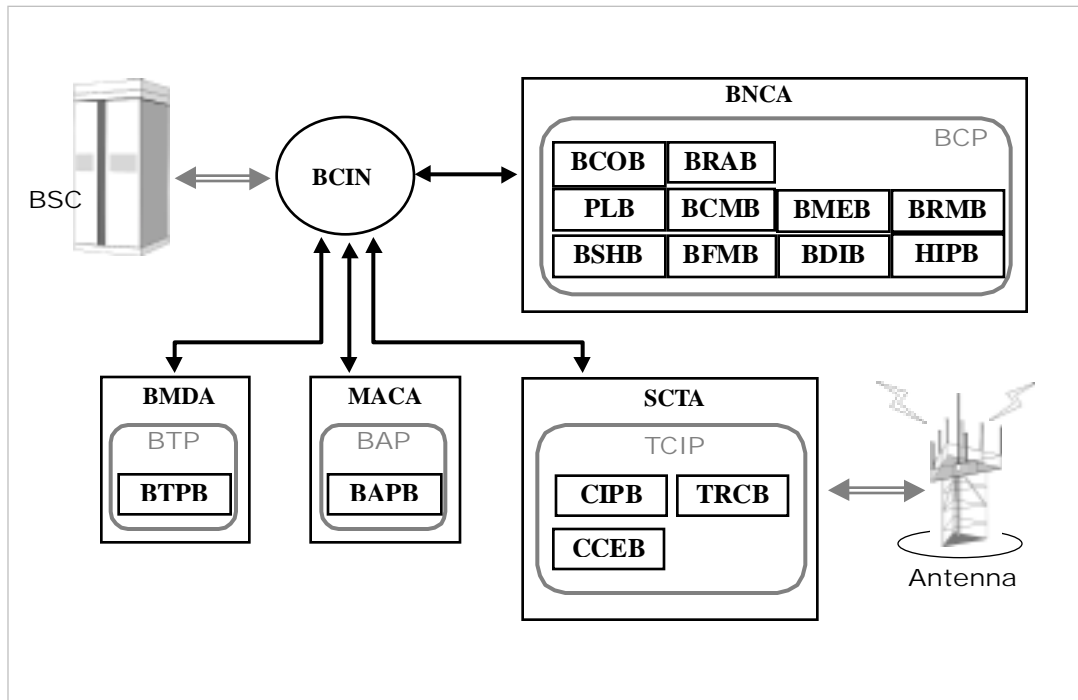 BNCA
BCP
BCOB BRAB
BCIN
BSC
PLB BCMB BMEB BRMB
BSHB BFMB BDIB HIPB
BMDA
BTP
BTPB
MACA
BAP
BAPB
SCTA
TCIP
CIPB TRCB
CCEB
Antenna